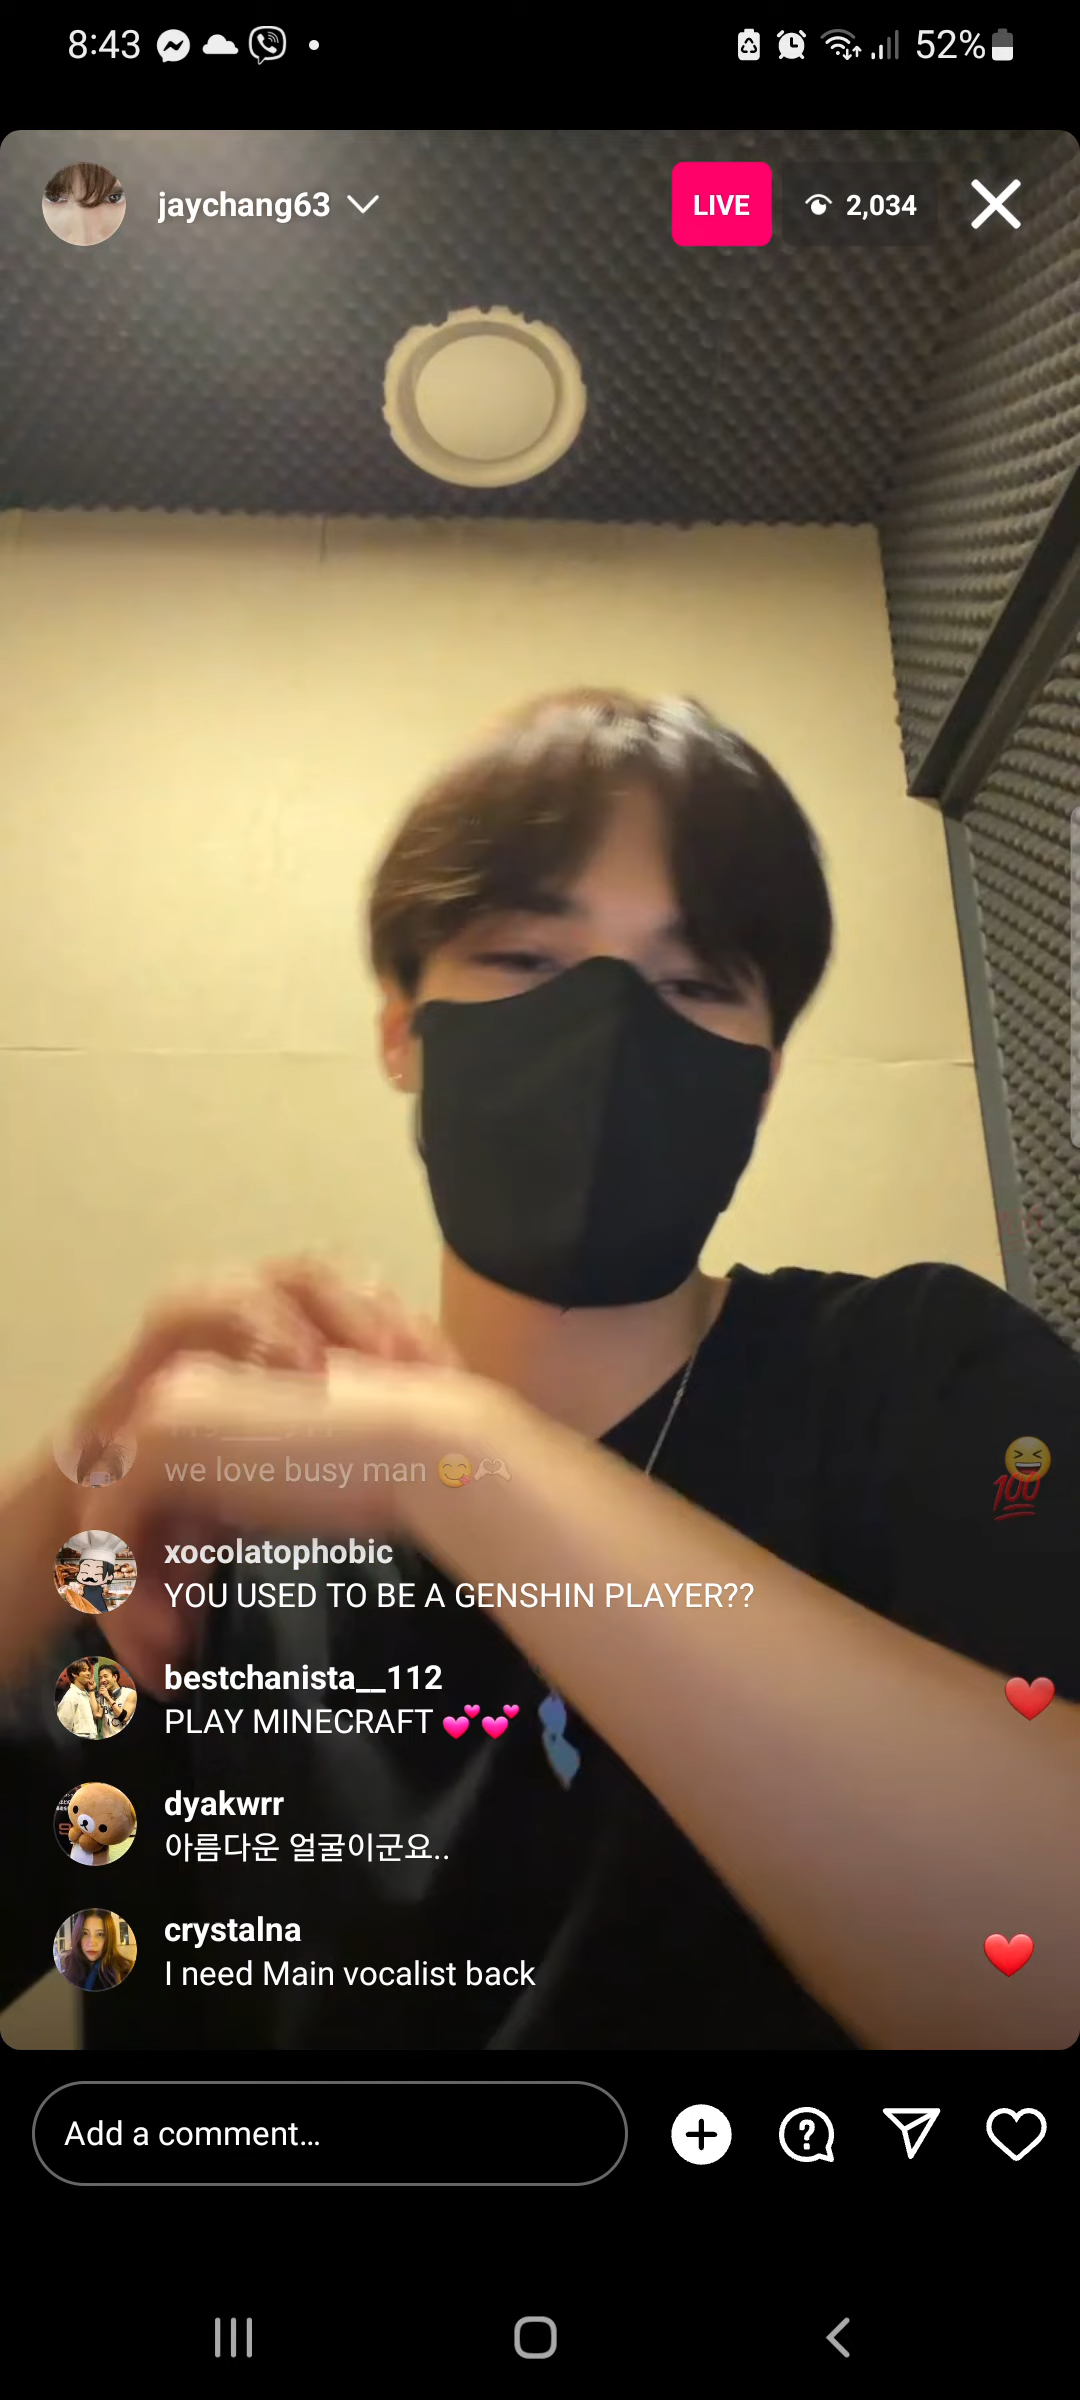 8:43
52%
jaychang63
LIVE
2,034
we love busy man 😋🫶
xocolatophobic
YOU USED TO BE A GENSHIN PLAYER??
bestchanista__112
PLAY MINECRAFT 💕💕
dyakwrr
아름다운 얼굴이군요..
crystalna
I need Main vocalist back
100
Add a comment...